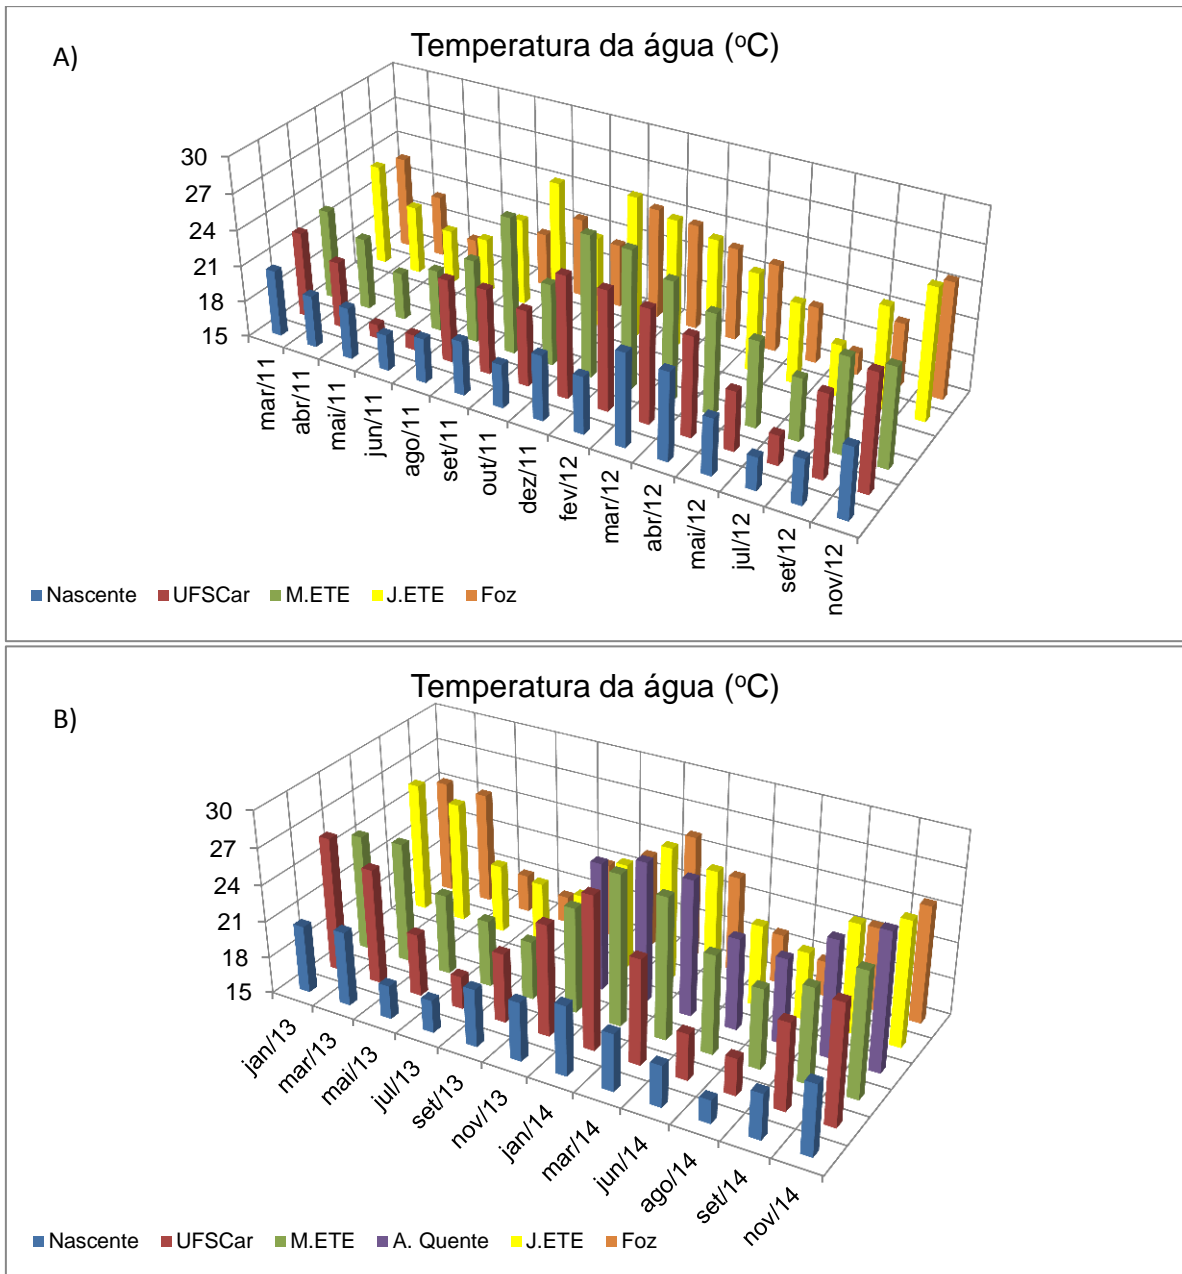 A)
Temperatura da água (ºC)
30
27
24
21
18
15
mar/11
abr/11
mai/11
jun/11
ago/11
set/11
out/11
dez/11
fev/12
mar/12
abr/12
mai/12
jul/12
set/12
nov/12
Nascente UFSCar M.ETE J.ETE Foz
B)
Temperatura da água (ºC)
30
27
24
21
18
15
jan/13
mar/13
mai/13
jul/13
set/13
nov/13
jan/14
mar/14
jun/14
ago/14
set/14
nov/14
Nascente UFSCar M.ETE A. Quente J.ETE Foz